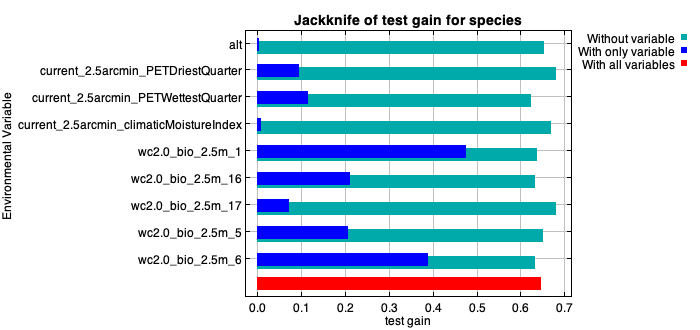 Jackknife of test gain for species
Environmental Variable
alt
current_2.5arcmin_PETDriestQuarter
current_2.5arcmin_PETWettestQuarter
current_2.5arcmin_climaticMoistureIndex
wc2.0_bio_2.5m_1
wc2.0_bio_2.5m_16
wc2.0_bio_2.5m_17
wc2.0_bio_2.5m_5
wc2.0_bio_2.5m_6
0.0 0.1 0.2 0.3 0.4 0.5 0.6 0.7
test gain
Without variable
With only variable
With all variables